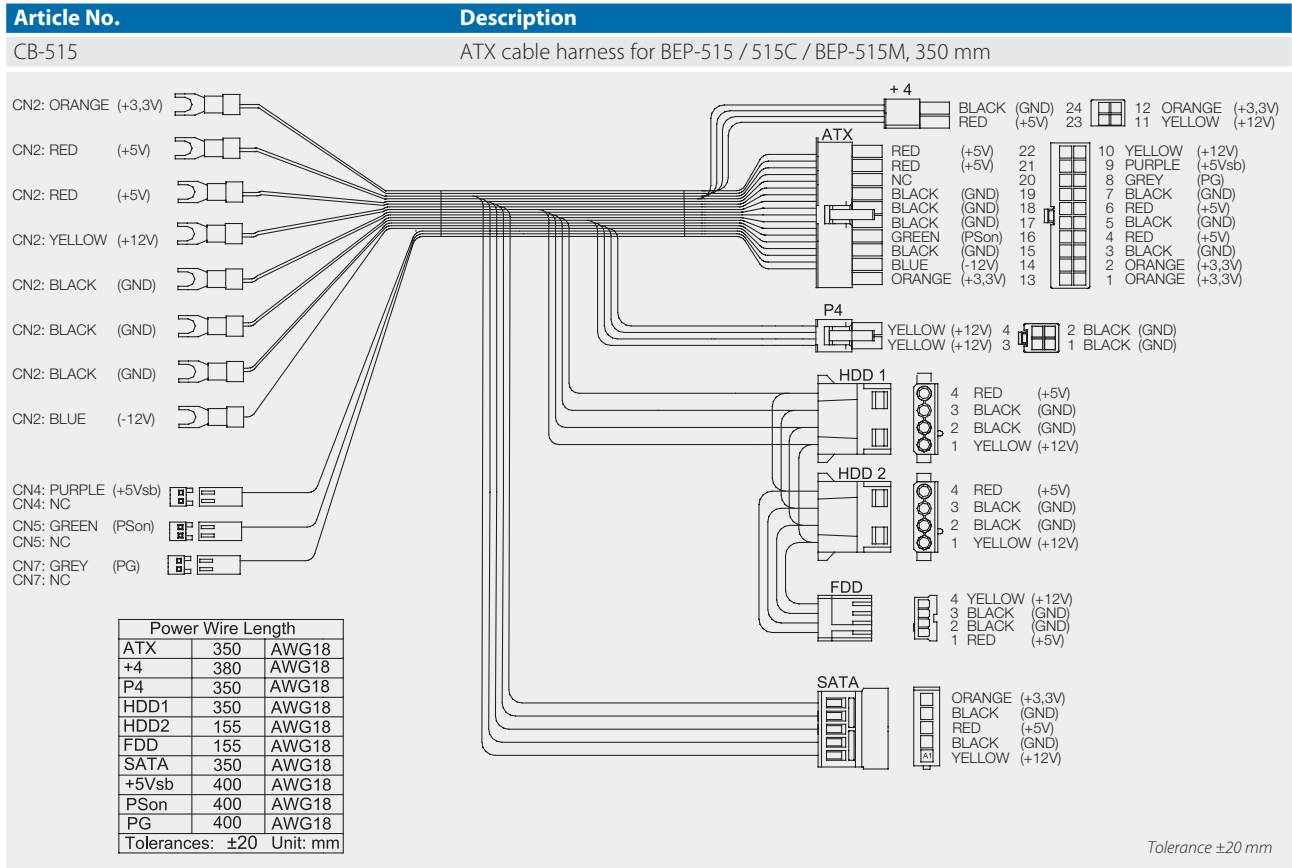 Article No. Description
CB-515 ATX cable harness for BEP-515 / 515C / BEP-515M, 350 mm
CN2: ORANGE (+3,3V)
CN2: RED (+5V)
CN2: RED (+5V)
CN2: YELLOW (+12V)
CN2: BLACK (GND)
CN2: BLACK (GND)
CN2: BLACK (GND)
CN2: BLUE (-12V)
CN4: PURPLE (+5Vsb)
CN4: NC
CN5: GREEN (PSon)
CN5: NC
CN7: GREY (PG)
CN7: NC
+ 4
BLACK (GND) 24 12 ORANGE (+3,3V)
RED (+5V) 23 11 YELLOW (+12V)
ATX
RED (+5V) 22 10 YELLOW (+12V)
RED (+5V) 21 9 PURPLE (+5Vsb)
NC 20 8 GREY (PG)
BLACK (GND) 19 7 BLACK (GND)
BLACK (GND) 18 6 RED (+5V)
BLACK (GND) 17 5 BLACK (GND)
GREEN (PSon) 16 4 RED (+5V)
BLACK (GND) 15 3 BLACK (GND)
BLUE (-12V) 14 2 ORANGE (+3,3V)
ORANGE (+3,3V) 13 1 ORANGE (+3,3V)
P4
YELLOW (+12V) 4 2 BLACK (GND)
YELLOW (+12V) 3 1 BLACK (GND)
HDD 1
4 RED (+5V)
3 BLACK (GND)
2 BLACK (GND)
1 YELLOW (+12V)
HDD 2
4 RED (+5V)
3 BLACK (GND)
2 BLACK (GND)
1 YELLOW (+12V)
FDD
4 YELLOW (+12V)
3 BLACK (GND)
2 BLACK (GND)
1 RED (+5V)
SATA
ORANGE (+3,3V)
BLACK (GND)
RED (+5V)
BLACK (GND)
A1 YELLOW (+12V)
Power Wire Length
ATX 350 AWG18
+4 380 AWG18
P4 350 AWG18
HDD1 350 AWG18
HDD2 155 AWG18
FDD 155 AWG18
SATA 350 AWG18
+5Vsb 400 AWG18
PSon 400 AWG18
PG 400 AWG18
Tolerances: ±20 Unit: mm
Tolerance ±20 mm